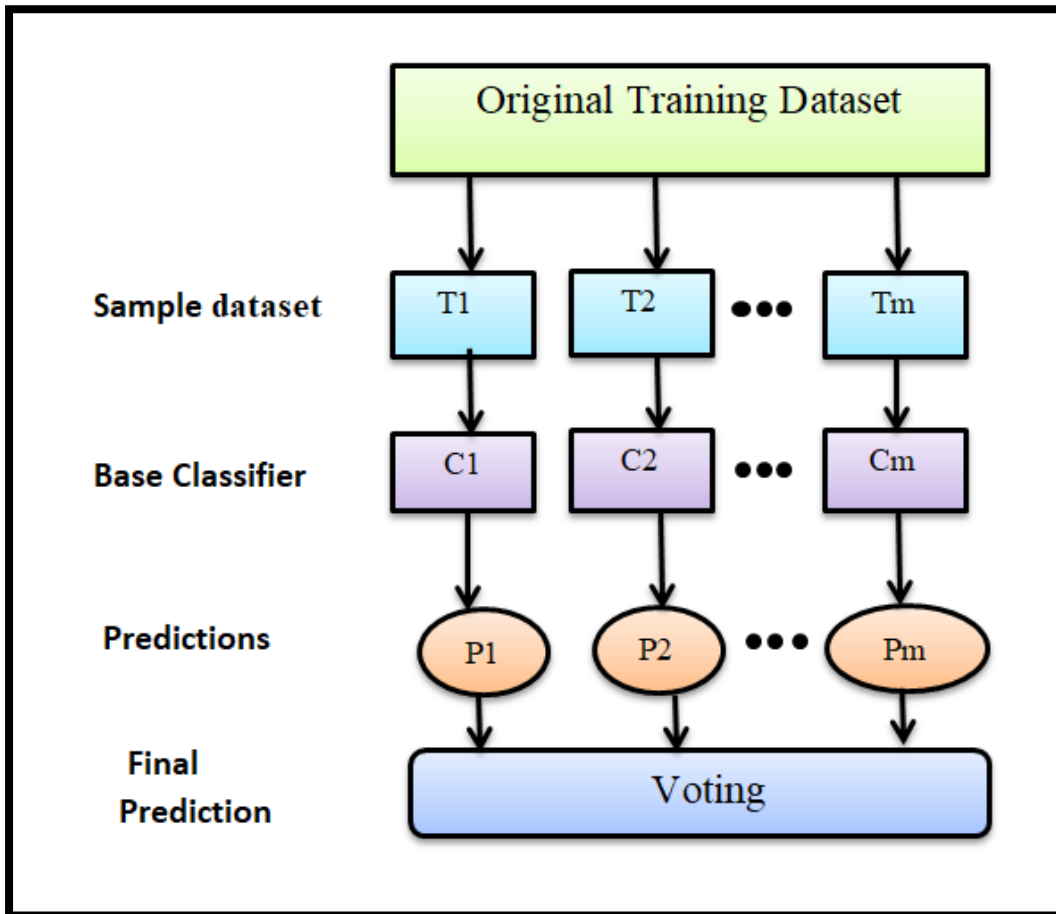 Original Training Dataset
Sample dataset
T1
T2
Tm
Base Classifier
C1
C2
Cm
Predictions
P1
P2
Pm
Final
Prediction
Voting